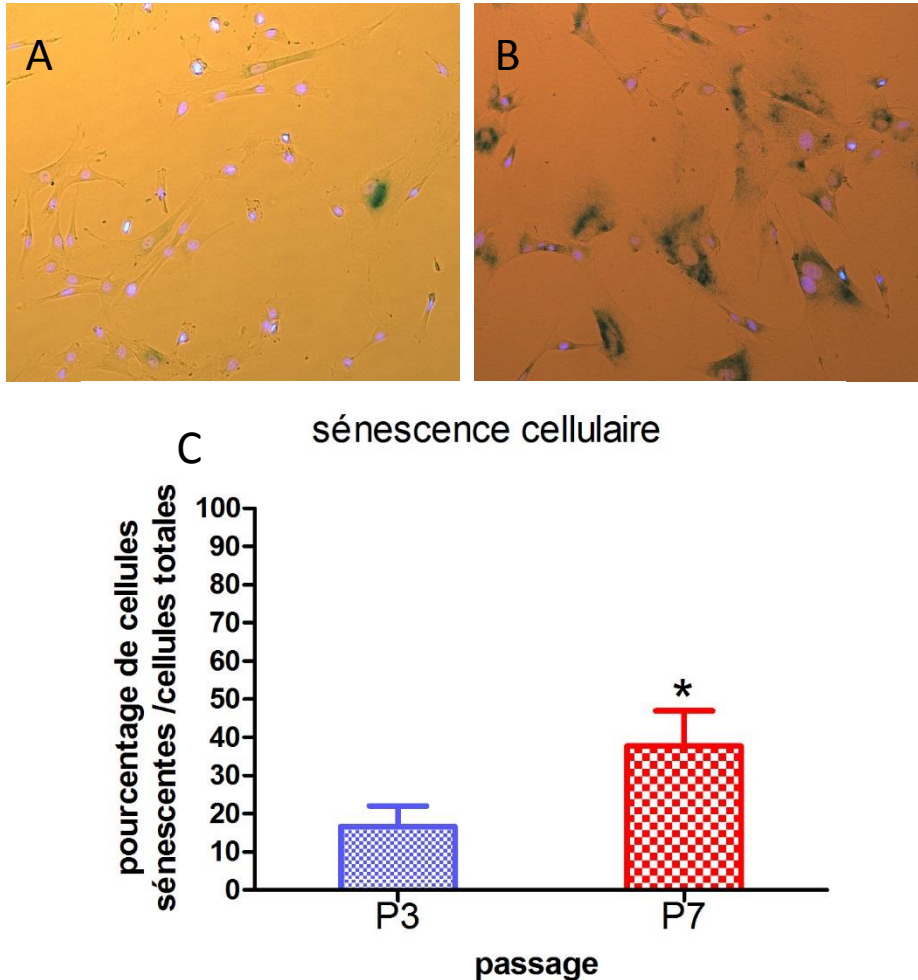 A
B
C
sénescence cellulaire
pourcentage de cellules
sénescentes /cellules totales
100
90
80
70
60
50
40
30
20
10
0
*
P3
P7
passage